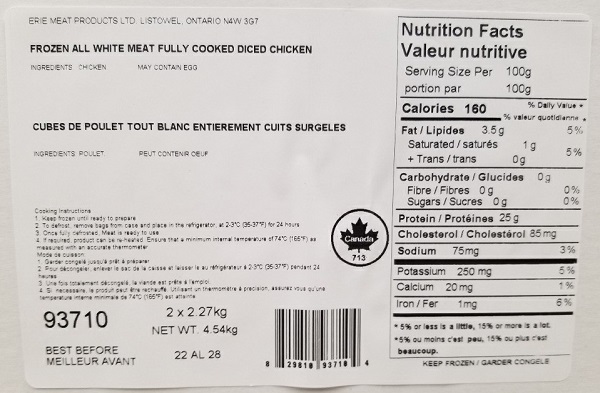 ERIE MEAT PRODUCTS LTD. LISTOWEL, ONTARIO N4W 3G7
FROZEN ALL WHITE MEAT FULLY COOKED DICED CHICKEN
INGREDIENTS CHICKEN. MAY CONTAIN EGG
CUBES DE POULET TOUT BLANC ENTIEREMENT CUITS SURGELES
INGREDIENTS POULET. PEUT CONTENIR OEUF
Cooking Instructions
1. Keep frozen until ready to prepare
2. To defrost, remove bags from case and place in the refrigerator, at 2-3°C (35-37°F) for 24 hours
3. Once fully defrosted, Meat is ready to use
4. If required, product can be re-heated. Ensure that a minimum internal temperature of 74°C (165°F) as
measured with an accurate thermometer
Mode de cuisson
1. Garder congelé jusqu'à prêt à préparer
2. Pour décongeler, enlever le sac de la caisse et laisser le au réfrigérateur à 2-3°C (35-37°F) pendant 24
heures
3. Une fois totalement décongelé, la viande est prête à l'emploi
4. Si nécessaire, le produit peut être rechauffé. Utilisant un thermomètre à précision, assurez vous qu'une
température interne minimale de 74°C (165°F) est atteinte
Canada
713
93710
2 x 2.27kg
NET WT. 4.54kg
BEST BEFORE
MEILLEUR AVANT
22 AL 28
8 29818 93710 4
Nutrition Facts
Valeur nutritive
Serving Size Per 100g
portion par 100g
Calories 160
% Daily Value *
% valeur quotidienne *
Fat / Lipides 3.5g 5%
Saturated / saturés 1g
+ Trans / trans 0g 5%
Carbohydrate / Glucides 0g
Fibre / Fibres 0g 0%
Sugars / Sucres 0g 0%
Protein / Protéines 25g
Cholesterol / Cholestérol 85mg
Sodium 75mg 3%
Potassium 250 mg 5%
Calcium 20mg 1%
Iron / Fer 1mg 6%
* 5% or less is a little, 15% or more is a lot.
*5% ou moins c'est peu, 15% ou plus c'est
beaucoup.
KEEP FROZEN / GARDER CONGELE